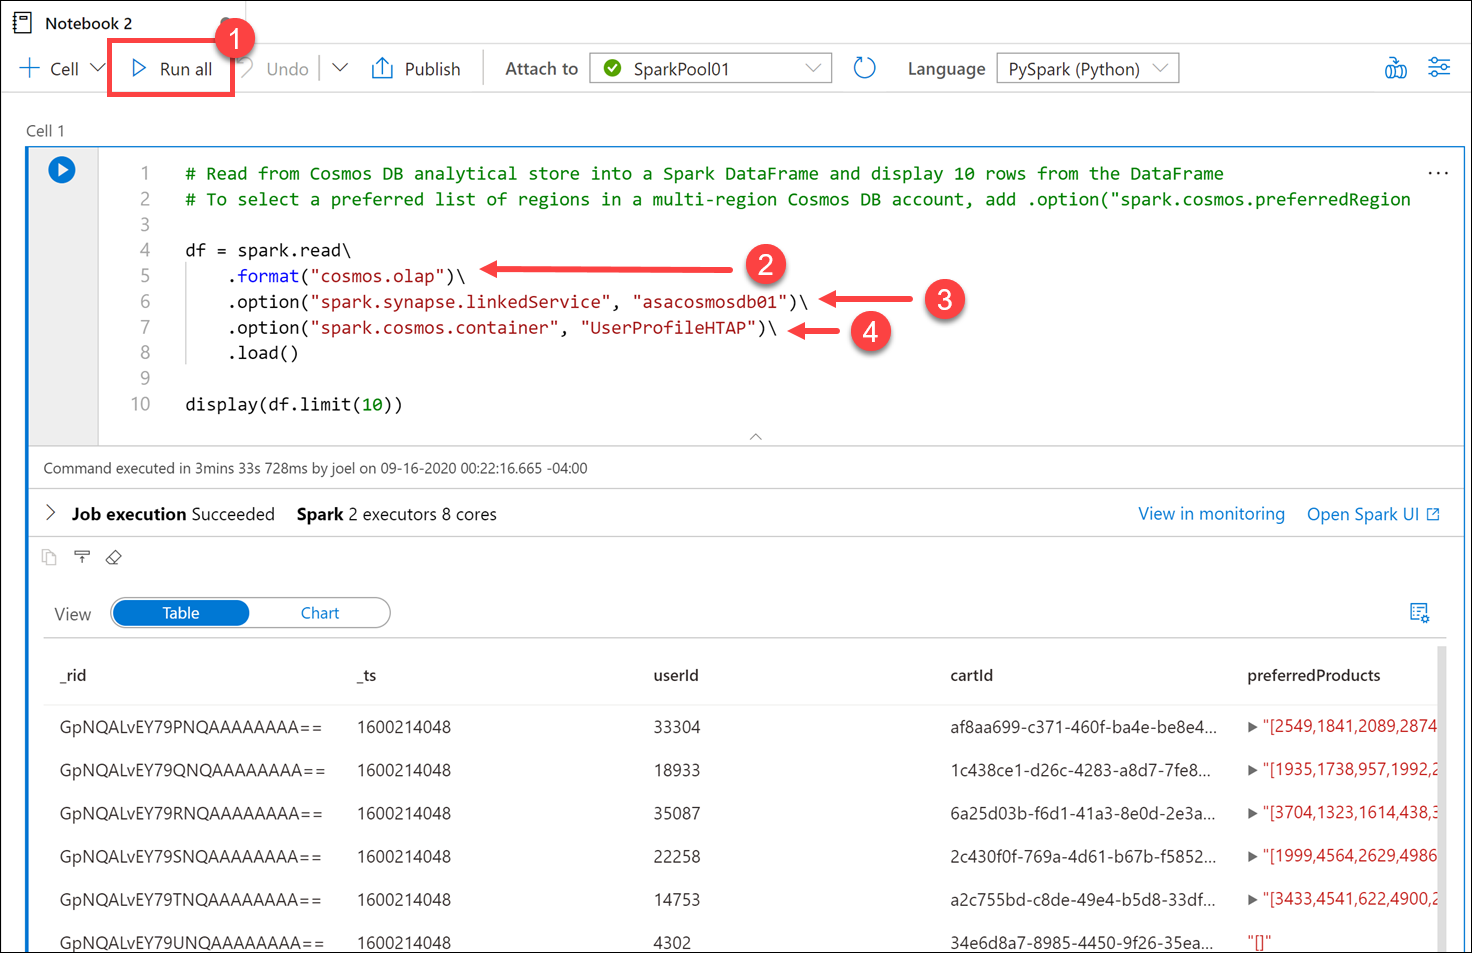 Notebook 2
1
Cell
Run all
Undo
Publish
Attach to
SparkPool01
Language
PySpark (Python)
Cell 1
1 # Read from Cosmos DB analytical store into a Spark DataFrame and display 10 rows from the DataFrame
2 # To select a preferred list of regions in a multi-region Cosmos DB account, add .option("spark.cosmos.preferredRegion
3
4 df = spark.read\
5 .format("cosmos.olap")\
2
6 .option("spark.synapse.linkedService", "asacosmosdb01")\
3
7 .option("spark.cosmos.container", "UserProfileHTAP")\
4
8 .load()
9
10 display(df.limit(10))
Command executed in 3mins 33s 728ms by joel on 09-16-2020 00:22:16.665 -04:00
Job execution Succeeded Spark 2 executors 8 cores
View in monitoring Open Spark UI
View Table Chart
_rid _ts userId cartId preferredProducts
GpNQALvEY79PNQAAAAAAAA== 1600214048 33304 af8aa699-c371-460f-ba4e-be8e4... "[2549,1841,2089,2874
GpNQALvEY79QNQAAAAAAAA== 1600214048 18933 1c438ce1-d26c-4283-a8d7-7fe8... "[1935,1738,957,1992,2
GpNQALvEY79RNQAAAAAAAA== 1600214048 35087 6a25d03b-f6d1-41a3-8e0d-2e3a... "[3704,1323,1614,438,3
GpNQALvEY79SNQAAAAAAAA== 1600214048 22258 2c430f0f-769a-4d61-b67b-f5852... "[1999,4564,2629,4986
GpNQALvEY79TNQAAAAAAAA== 1600214048 14753 a2c755bd-c8de-49e4-b5d8-33df... "[3433,4541,622,4900,2
GpNQALvEY79UNQAAAAAAAA== 1600214048 4302 34e6d8a7-8985-4450-9f26-35ea... "[]"